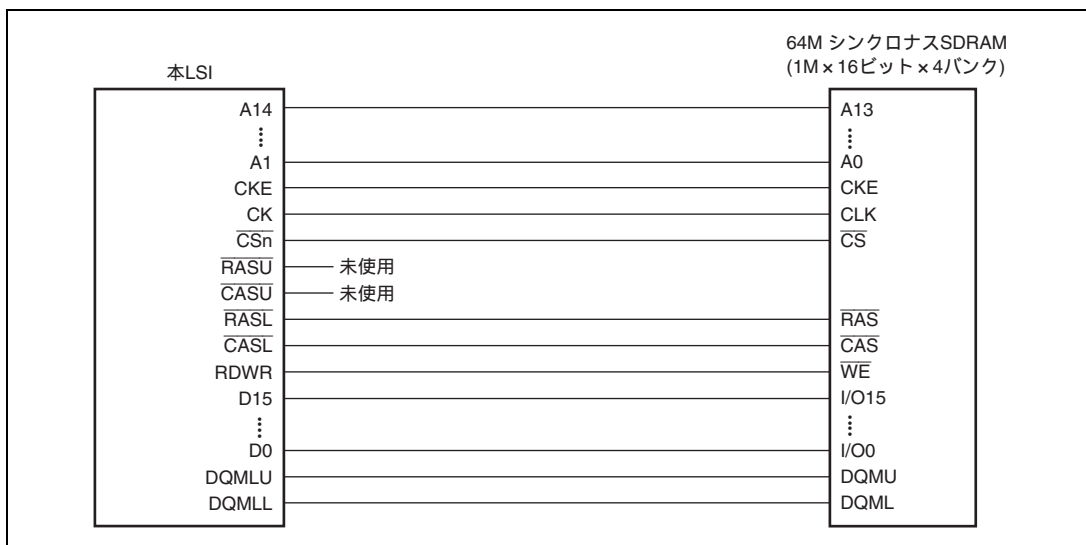 64M シンクロナスSDRAM
(1M×16ビット×4バンク)
本LSI
A14 A13
A1 A0
CKE CKE
CK CLK
CSn CS
RASU 未使用
CASU 未使用
RASL RAS
CASL CAS
RDWR WE
D15 I/O15
D0 I/O0
DQMLU DQMU
DQMLL DQML